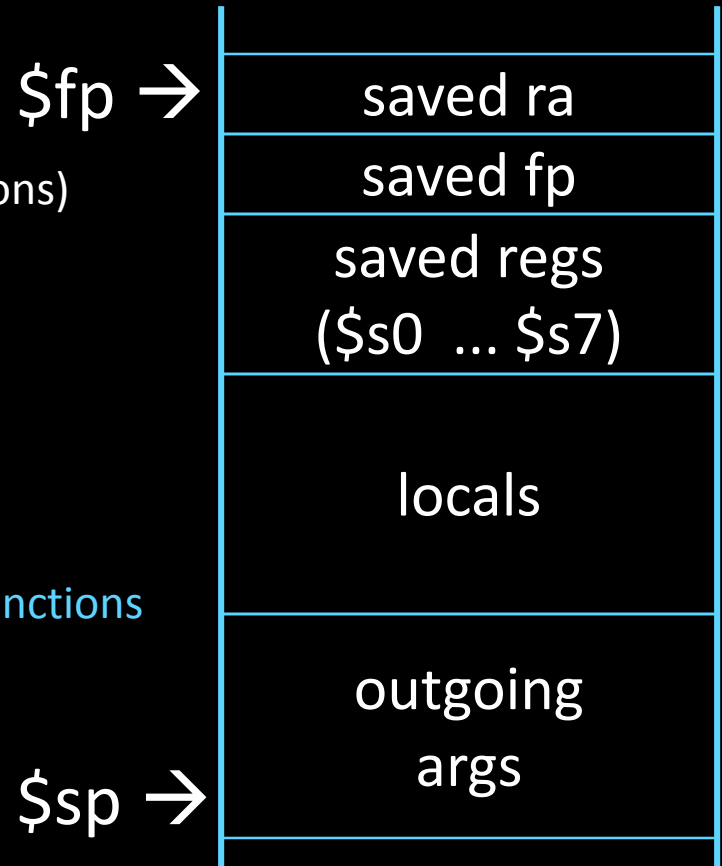 $fp → saved ra
ons)
saved fp
saved regs
($s0 ... $s7)
locals
nctions
outgoing
args
$sp →